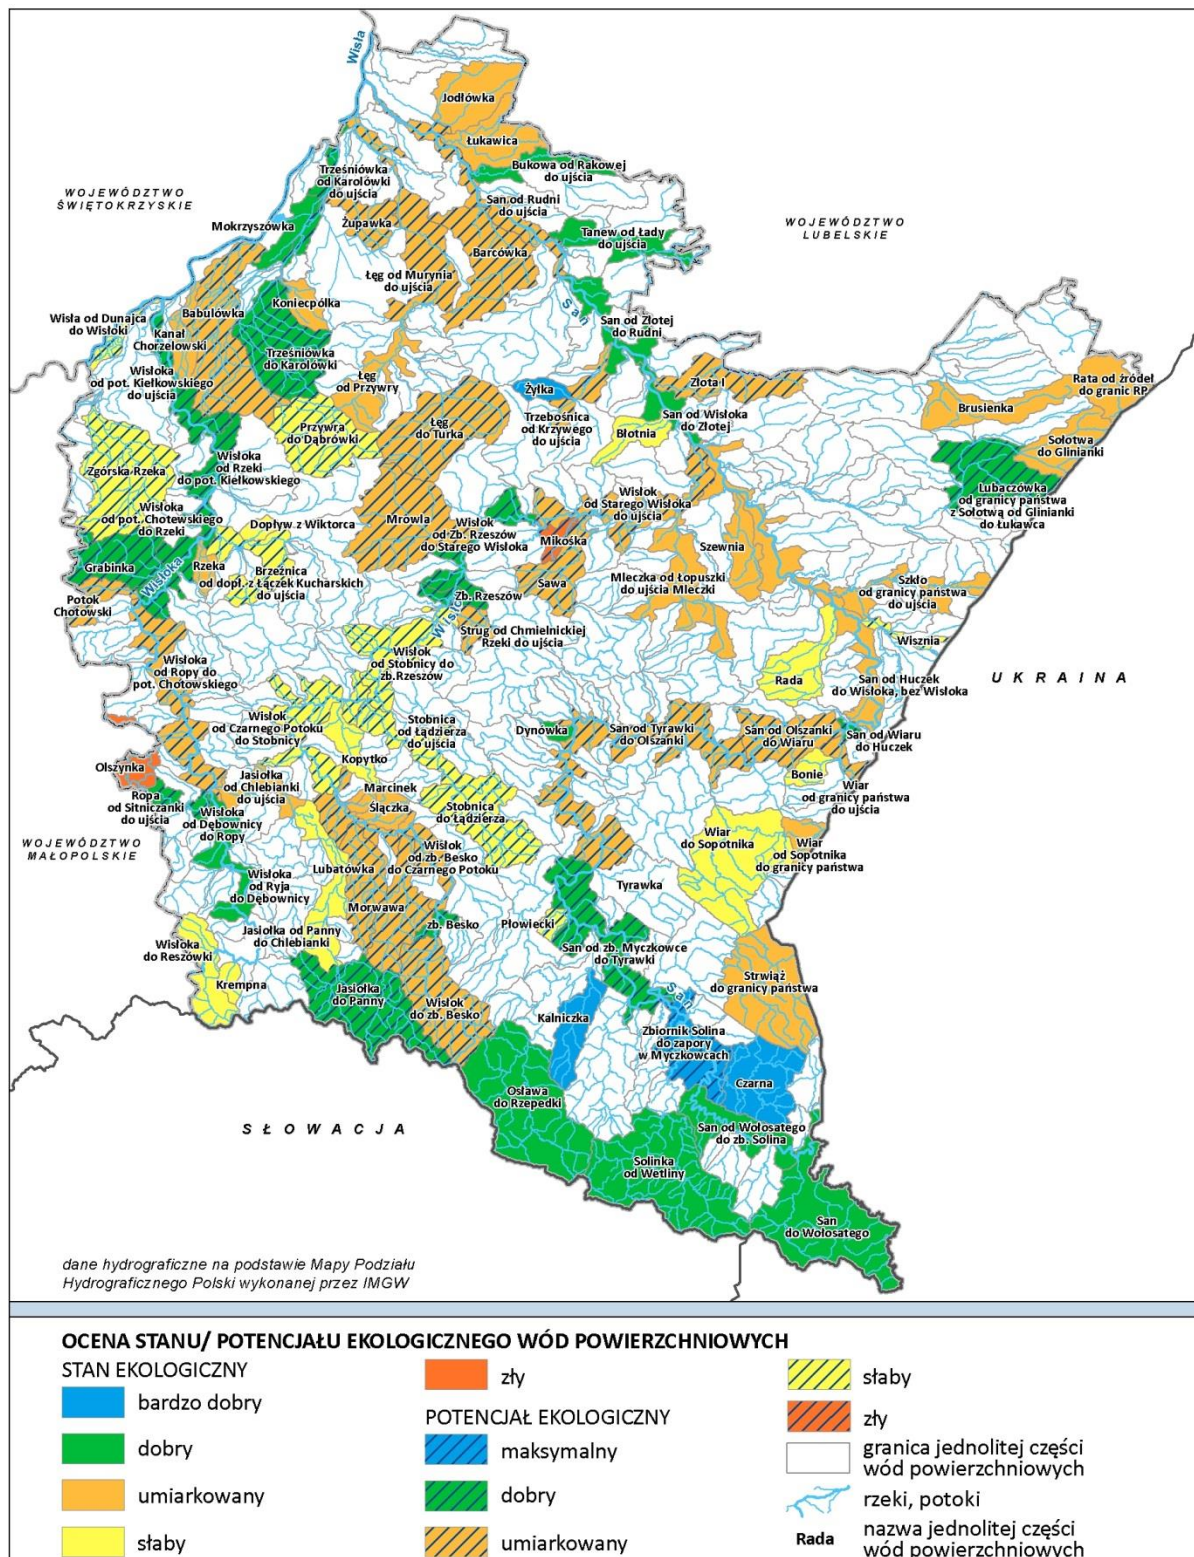 Wisła
Jodłówka
Łukawica
Bukowa od Rakowej
do ujścia
Trześniówka
od Karolówki
do ujścia
WOJEWÓDZTWO
ŚWIĘTOKRZYSKIE
San od Rudni
do ujścia
WOJEWÓDZTWO
LUBELSKIE
Mokrzyszówka
Żupawka
Tanew od Łady
do ujścia
Barcówka
Łęg od Murynia
do ujścia
San
Koniecpólka
Babulówka
Wisła od Dunajca
do Wisłoki
Kanał
Chorzelowski
San od Złotej
do Rudni
Trześniówka
do Karolówki
Wisłoka
od pot. Kiełkowskiego
do ujścia
Łęg
od Przywry
Żyłka
Złota I
Rata od źródeł
do granic RP
Brusienka
Trzebośnica
od Krzywego
do ujścia
San od Wisłoka
do Złotej
Łęg
do Turka
Przywra
do Dąbrówki
Błotnia
Sołotwa
do Glinianki
Zgórska Rzeka
Wisłoka
od Rzeki
do pot. Kiełkowskiego
Lubaczówka
od granicy państwa
z Sołotwą od Glinianki
do Łukawca
Wisłok
od Starego Wisłoka
do ujścia
Wisłoka
od pot. Chotewskiego
do Rzeki
Dopływ z Wiktorca
Mrowla
Wisłok
od Zb. Rzeszów
do Starego Wisłoka
Mikośka
Szewnia
Grabinka
Wisłoka
Rzeka
Brzeźnica
od dopł. z Łączek Kucharskich
do ujścia
Sawa
Mleczka od Łopuszki
do ujścia Mleczki
Szkło
od granicy państwa
do ujścia
Potok
Chotowski
Zb. Rzeszów
Strug od Chmielnickiej
Rzeki do ujścia
Wisznia
Wisłoka
od Ropy do
pot. Chotowskiego
Wisłok
od Stobnicy do
zb.Rzeszów
Rada
San od Huczek
do Wisłoka, bez Wisłoka
UKRAINA
Wisłok
od Czarnego Potoku
do Stobnicy
Stobnica
od Łądzierza
do ujścia
Dynówka
San od Tyrawki
do Olszanki
San od Olszanki
do Wiaru
San od Wiaru
do Huczek
Olszynka
Kopytko
Bonie
Jasiołka
od Chlebianki
do ujścia
Marcinek
Ślączka
Wiar
od granicy państwa
do ujścia
Ropa
od Sitniczanki
do ujścia
Wisłoka
od Dębownicy
do Ropy
Stobnica
do Łądzierza
WOJEWÓDZTWO
MAŁOPOLSKIE
Wiar
do Sopotnika
Wiar
od Sopotnika
do granicy państwa
Lubatówka
Wisłok
od zb. Besko
do Czarnego Potoku
Wisłoka
od Ryja
do Dębownicy
Tyrawka
Morwawa
zb. Besko
Płowiecki
Jasiołka od Panny
do Chlebianki
Wisłoka
do Reszówki
San od zb. Myczkowce
do Tyrawki
Krempna
Jasiołka
do Panny
Strwiąż
do granicy państwa
San
Wisłok
do zb. Besko
Kalniczka
Zbiornik Solina
do zapory
w Myczkowcach
Czarna
Osława
do Rzepedki
SŁOWACJA
San od Wołosatego
do zb. Solina
Solinka
od Wetliny
San
do Wołosatego
dane hydrograficzne na podstawie Mapy Podziału
Hydrograficznego Polski wykonanej przez IMGW
OCENA STANU/ POTENCJAŁU EKOLOGICZNEGO WÓD POWIERZCHNIOWYCH
STAN EKOLOGICZNY
bardzo dobry
dobry
umiarkowany
słaby
zły
POTENCJAŁ EKOLOGICZNY
maksymalny
dobry
umiarkowany
słaby
zły
granica jednolitej części
wód powierzchniowych
rzeki, potoki
Rada nazwa jednolitej części
wód powierzchniowych